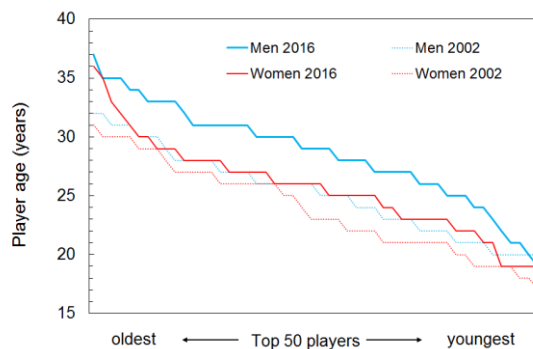 40
35
30
25
20
15
Player age (years)
Men 2016
Men 2002
Women 2016
Women 2002
oldest
Top 50 players
youngest